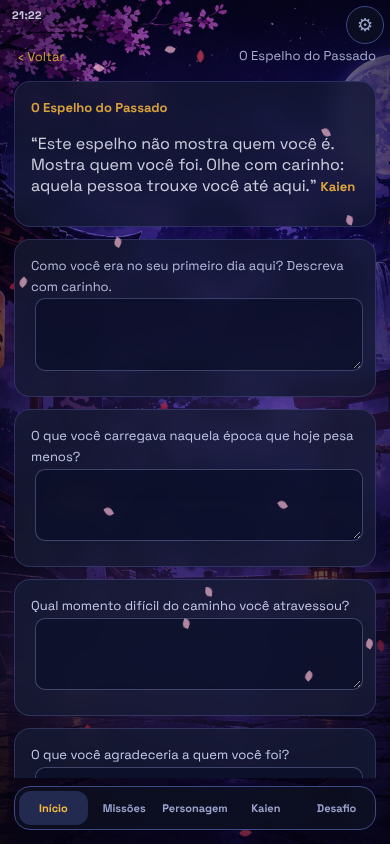 21:22
‹ Voltar
O Espelho do Passado
O Espelho do Passado
“Este espelho não mostra quem você é.
Mostra quem você foi. Olhe com carinho:
aquela pessoa trouxe você até aqui.” Kaien
Como você era no seu primeiro dia aqui? Descreva
com carinho.
O que você carregava naquela época que hoje pesa
menos?
Qual momento difícil do caminho você atravessou?
O que você agradeceria a quem você foi?
Início Missões Personagem Kaien Desafio